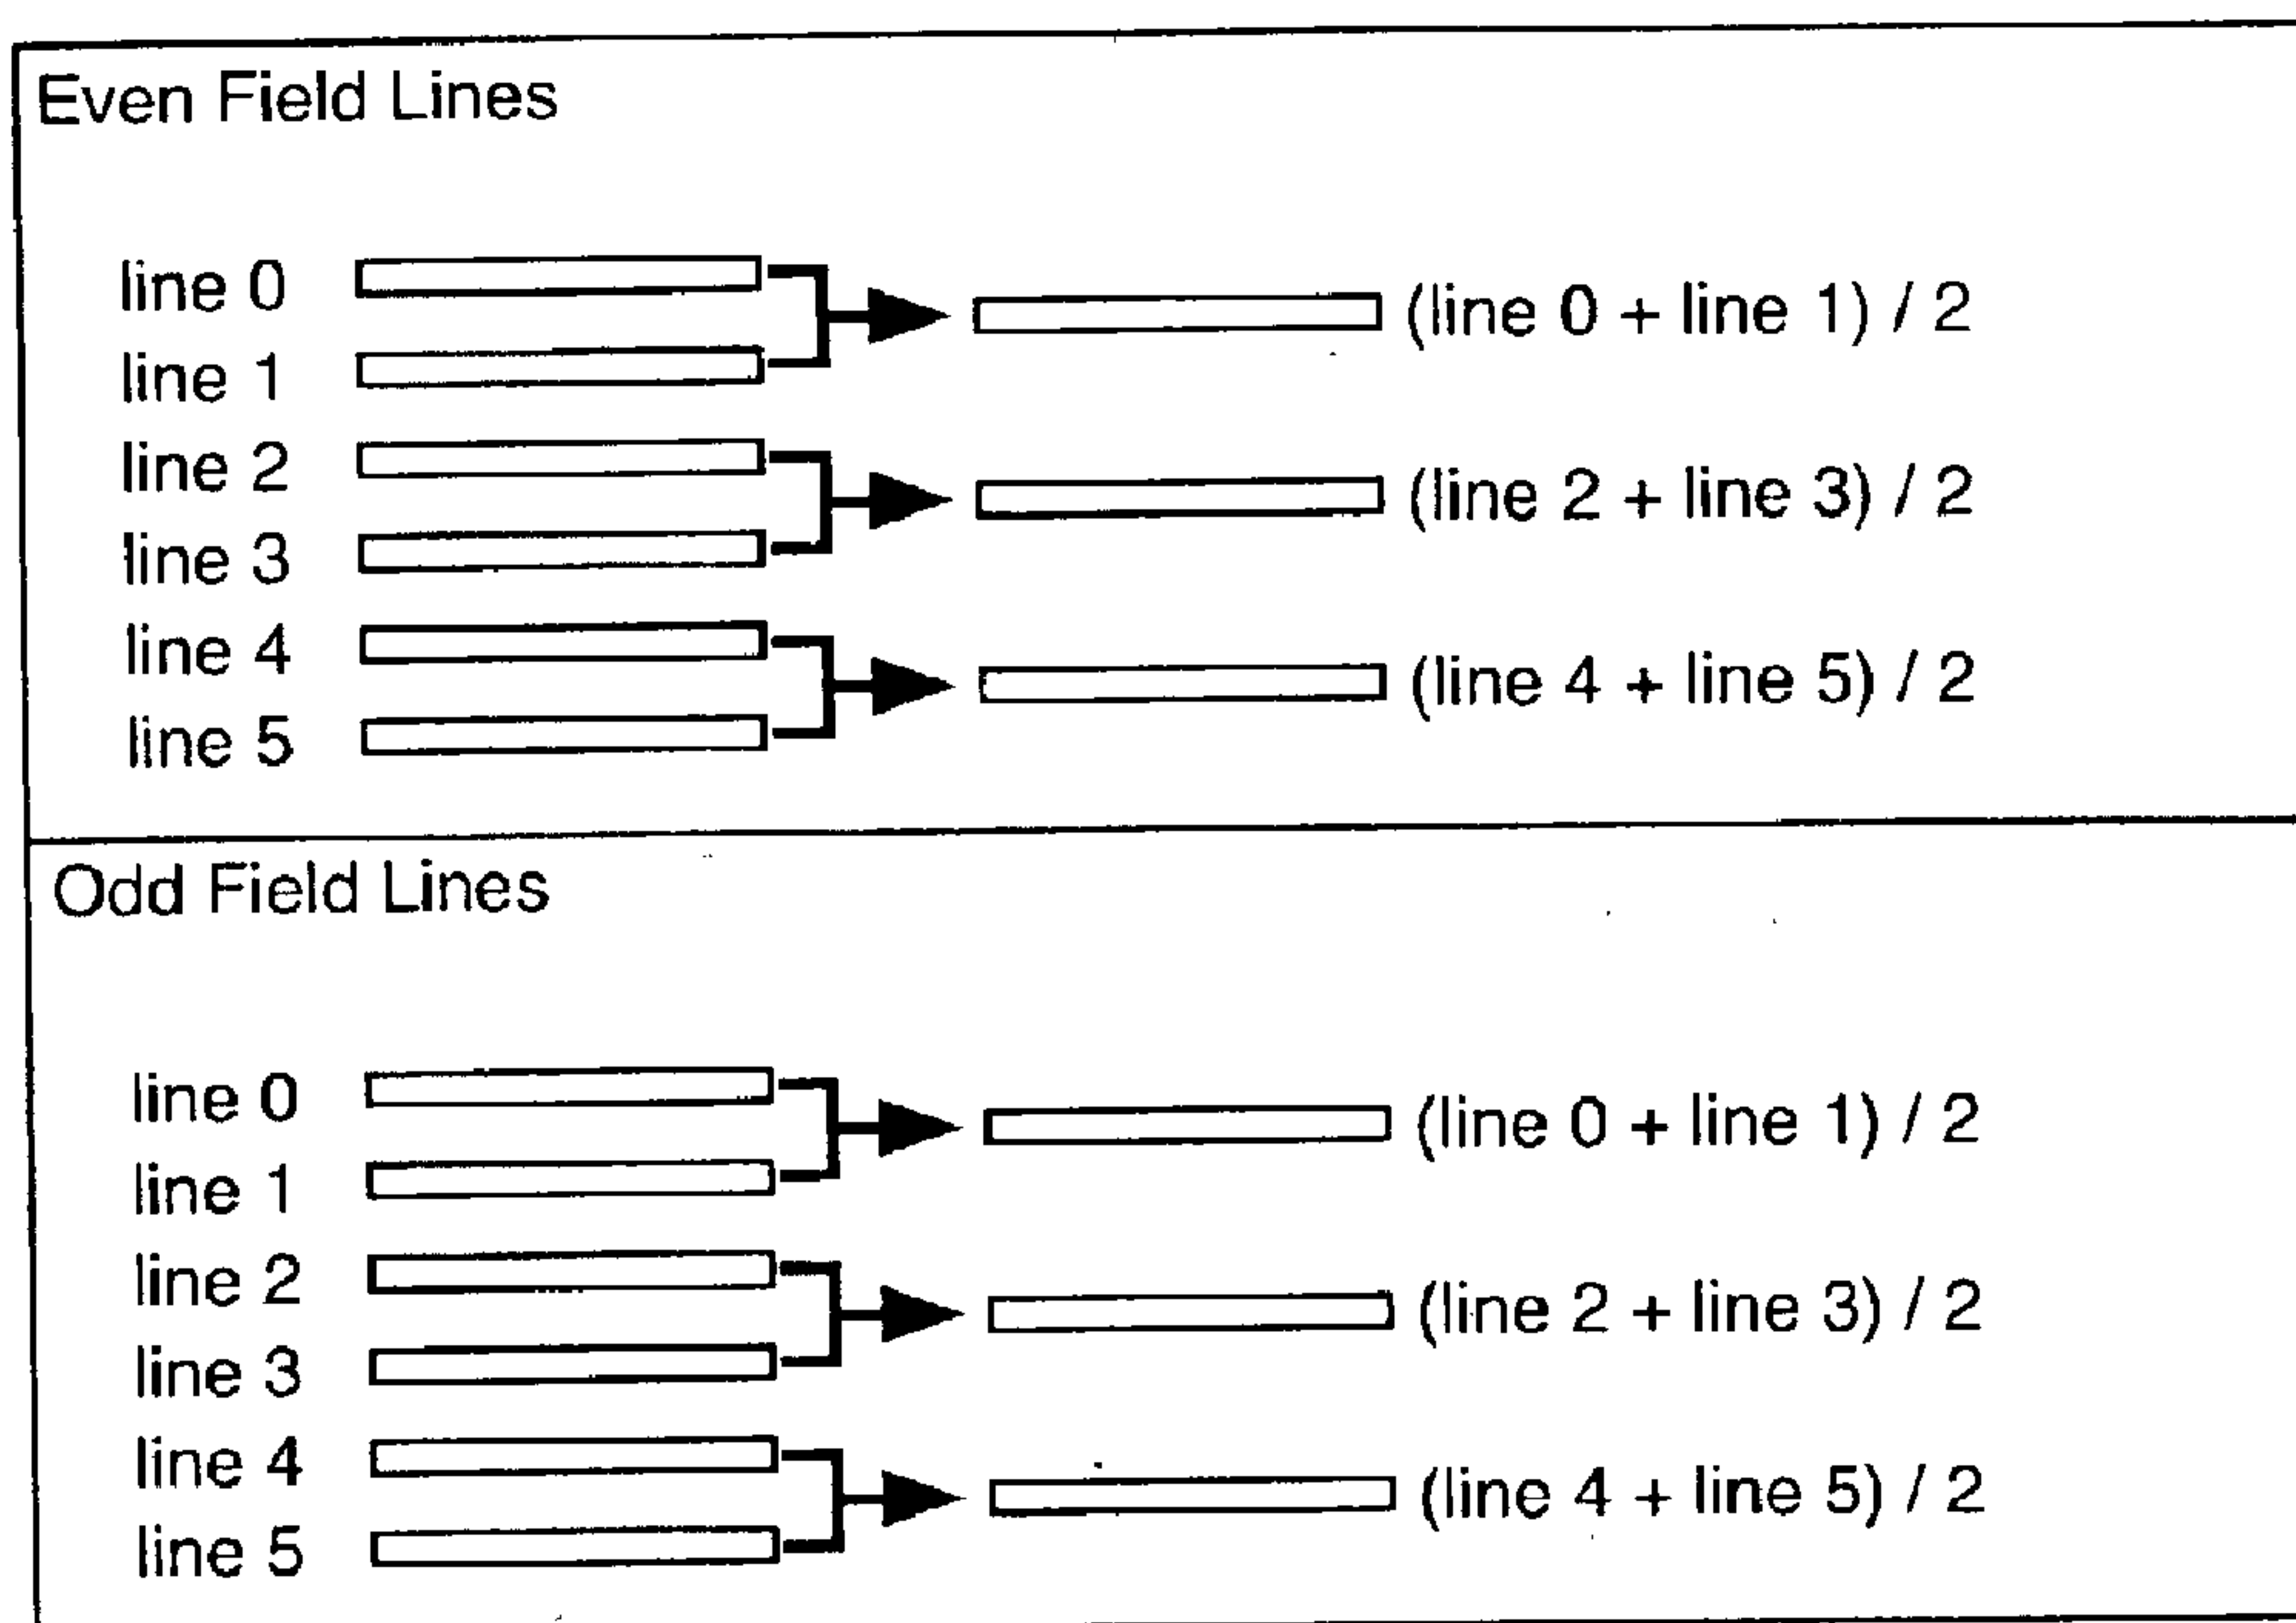 Even Field Lines
line 0
line 1
(line 0 + line 1) / 2
line 2
line 3
(line 2 + line 3) / 2
line 4
line 5
(line 4 + line 5) / 2
Odd Field Lines
line 0
line 1
(line 0 + line 1) / 2
line 2
line 3
(line 2 + line 3) / 2
line 4
line 5
(line 4 + line 5) / 2